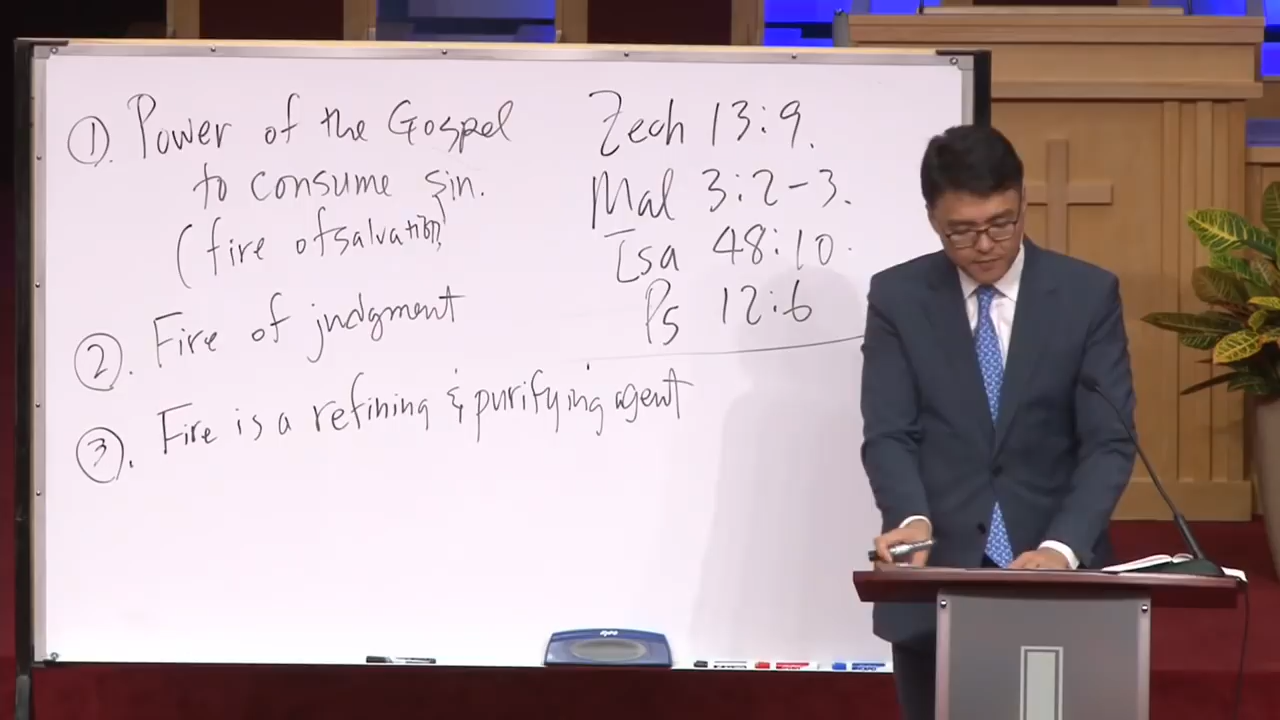 ①. Power of the Gospel
to consume sin.
(fire of salvation)
②. Fire of judgment
③. Fire is a refining & purifying agent
Zech 13:9.
Mal 3:2-3.
Isa 48:10.
Ps 12:6
expo